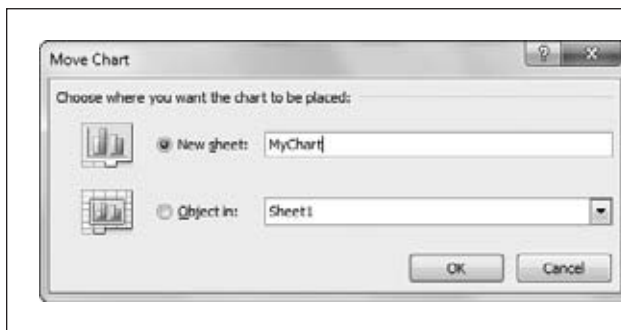 Move Chart
Choose where you want the chart to be placed:
New sheet: MyChart
Object in: Sheet1
OK Cancel